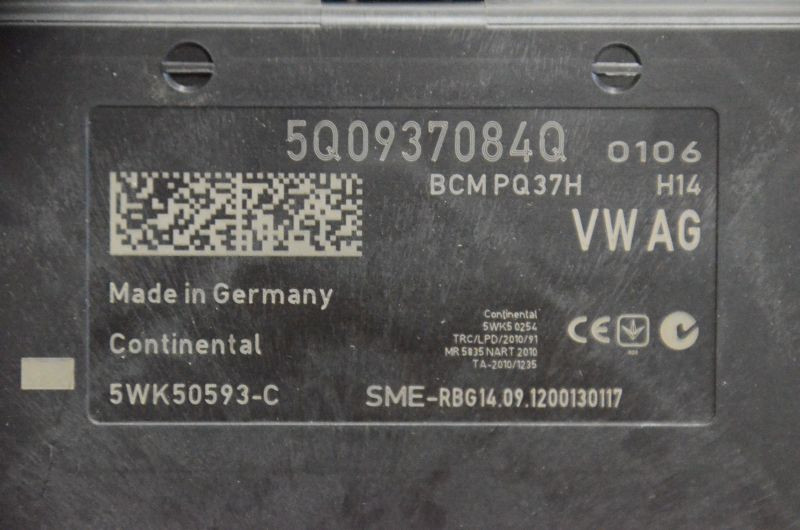 5Q0937084Q 0106
BCM PQ37H H14
VW AG
Made in Germany
Continental
5WK50593-C
Continental
5WK5 0254
TRC/LPD/2010/91
MR 5835 NART 2010
TA-2010/1235
CE
SME-RBG14.09.1200130117